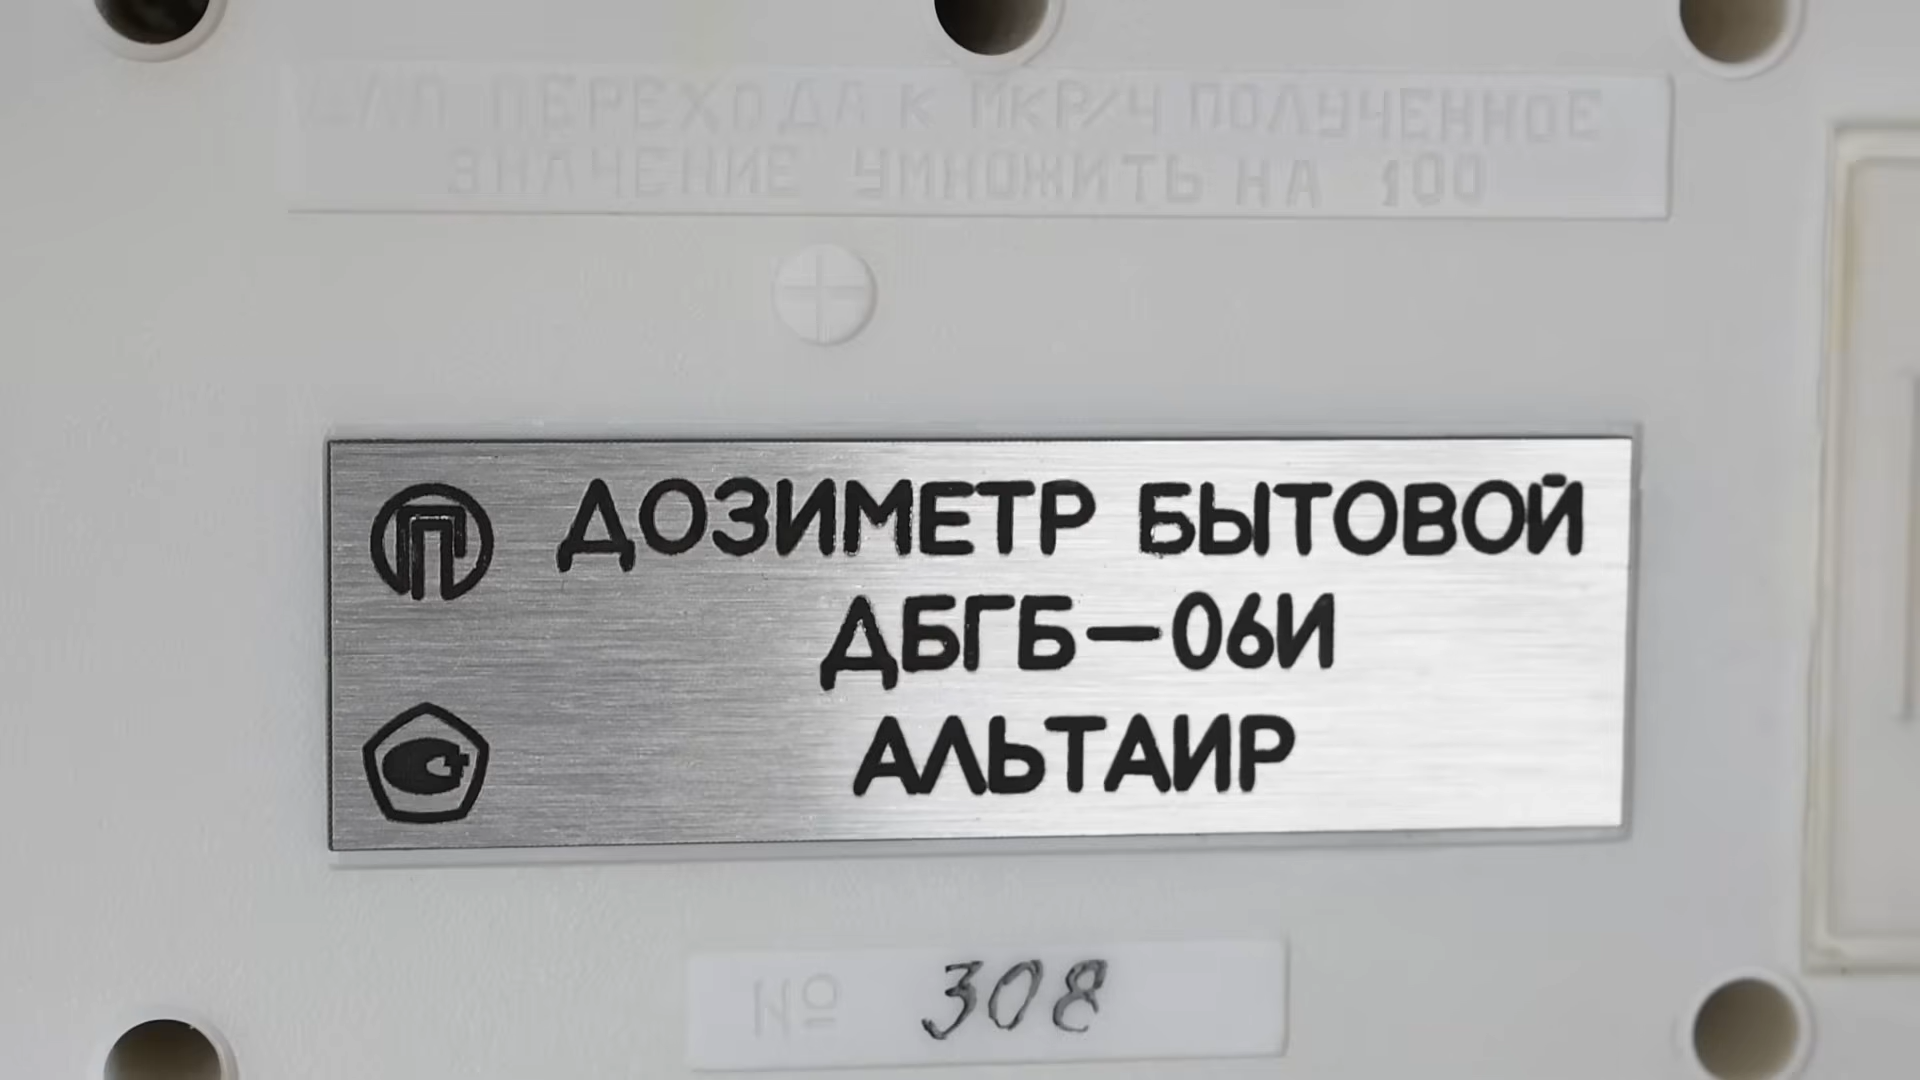 ДЛЯ ПЕРЕХОДА К МКР/Ч ПОЛУЧЕННОЕ
ЗНАЧЕНИЕ УМНОЖИТЬ НА 100
ДОЗИМЕТР БЫТОВОЙ
ДБГБ-06И
АЛЬТАИР
№ 308